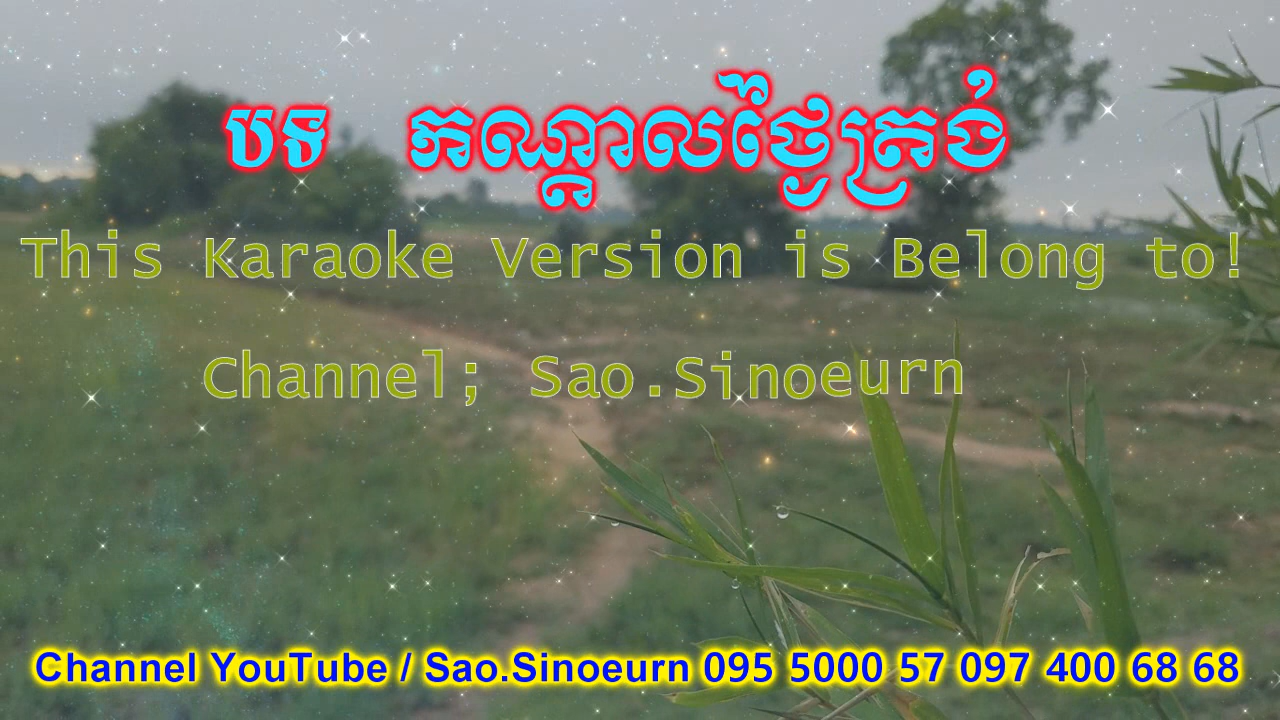 បទ កណ្ដាលថ្ងៃត្រង់
This Karaoke Version is Belong to!
Channel; Sao.Sinoeurn
Channel YouTube / Sao.Sinoeurn 095 5000 57 097 400 68 68